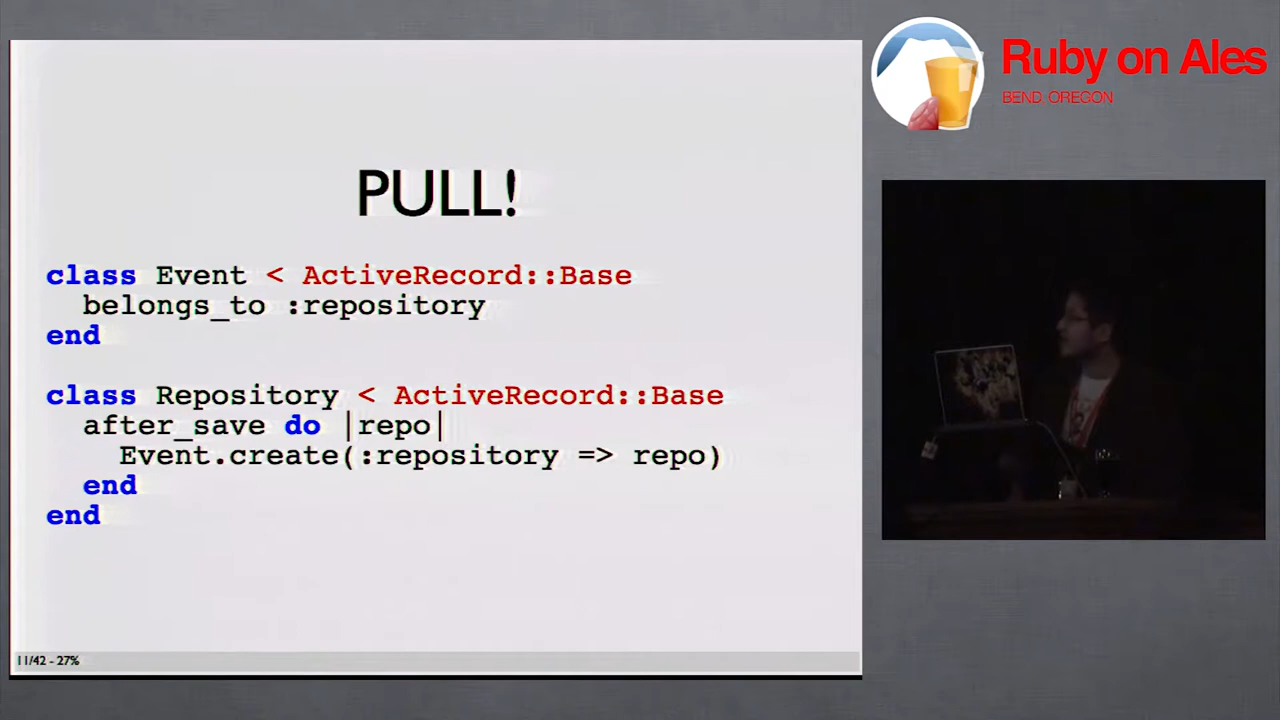 Ruby on Ales
BEND, OREGON
PULL!
class Event < ActiveRecord::Base
  belongs_to :repository
end
class Repository < ActiveRecord::Base
  after_save do |repo|
    Event.create(:repository => repo)
  end
end
11/42 - 27%